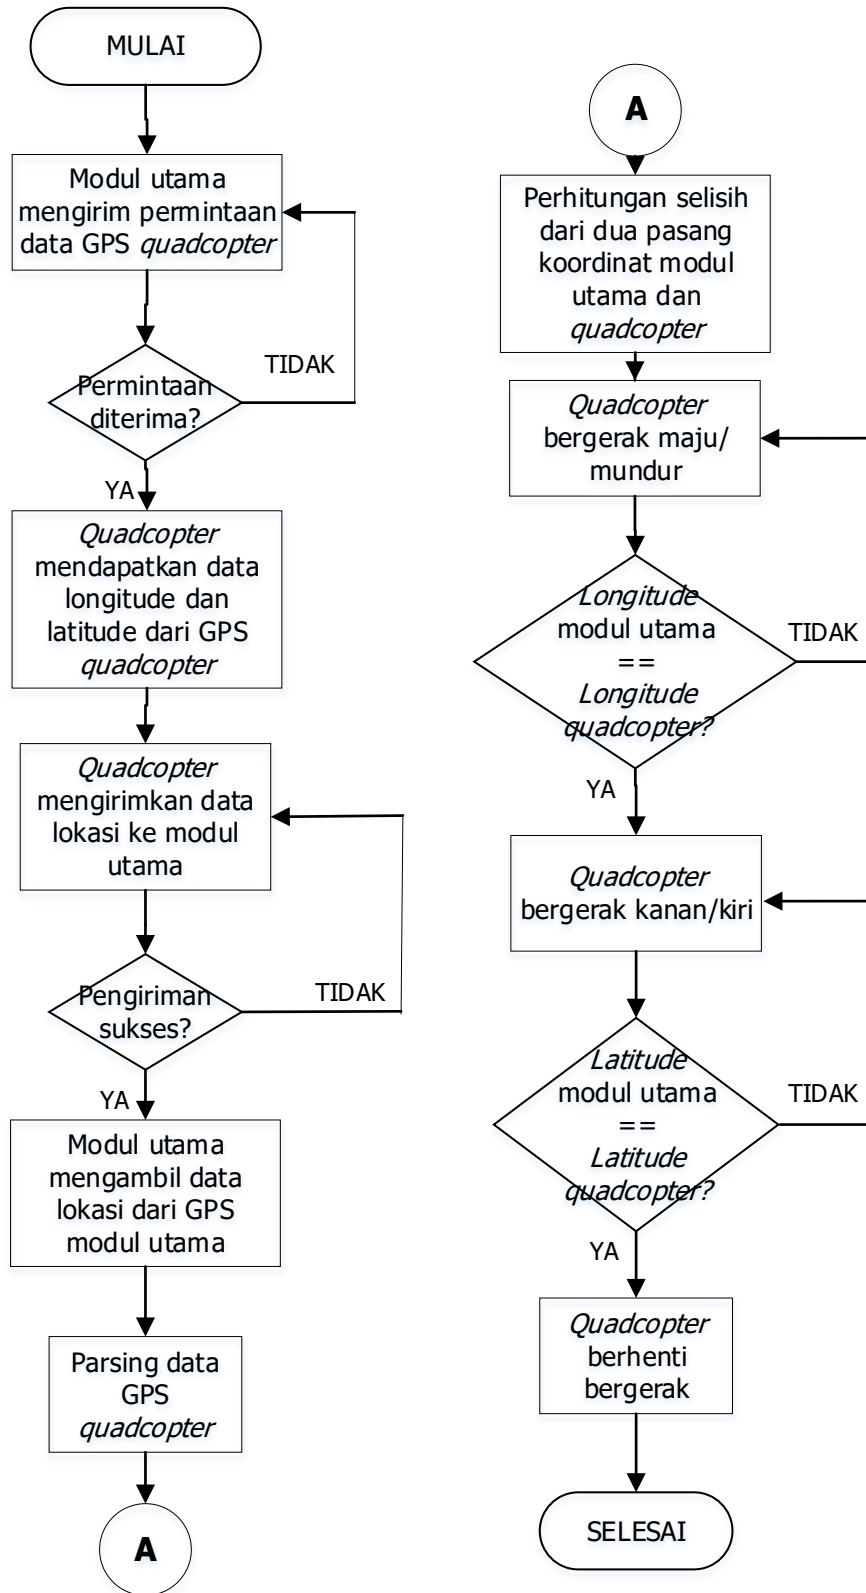 MULAI
Modul utama
mengirim permintaan
data GPS quadcopter
TIDAK
Permintaan
diterima?
YA
Quadcopter
mendapatkan data
longitude dan
latitude dari GPS
quadcopter
Quadcopter
mengirimkan data
lokasi ke modul
utama
Pengiriman
sukses?
TIDAK
YA
Modul utama
mengambil data
lokasi dari GPS
modul utama
Parsing data
GPS
quadcopter
A
A
Perhitungan selisih
dari dua pasang
koordinat modul
utama dan
quadcopter
Quadcopter
bergerak maju/
mundur
Longitude
modul utama
==
Longitude
quadcopter?
TIDAK
YA
Quadcopter
bergerak kanan/kiri
Latitude
modul utama
==
Latitude
quadcopter?
TIDAK
YA
Quadcopter
berhenti
bergerak
SELESAI